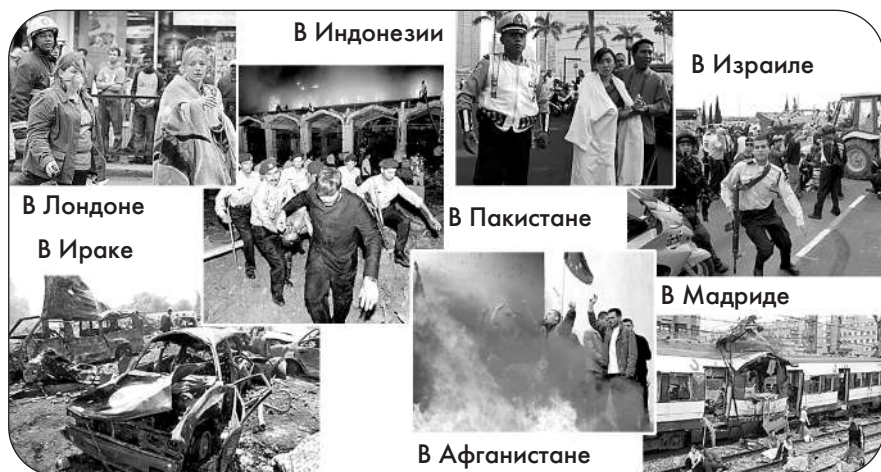 В Индонезии
В Израиле
В Лондоне
В Пакистане
В Ираке
В Мадриде
В Афганистане